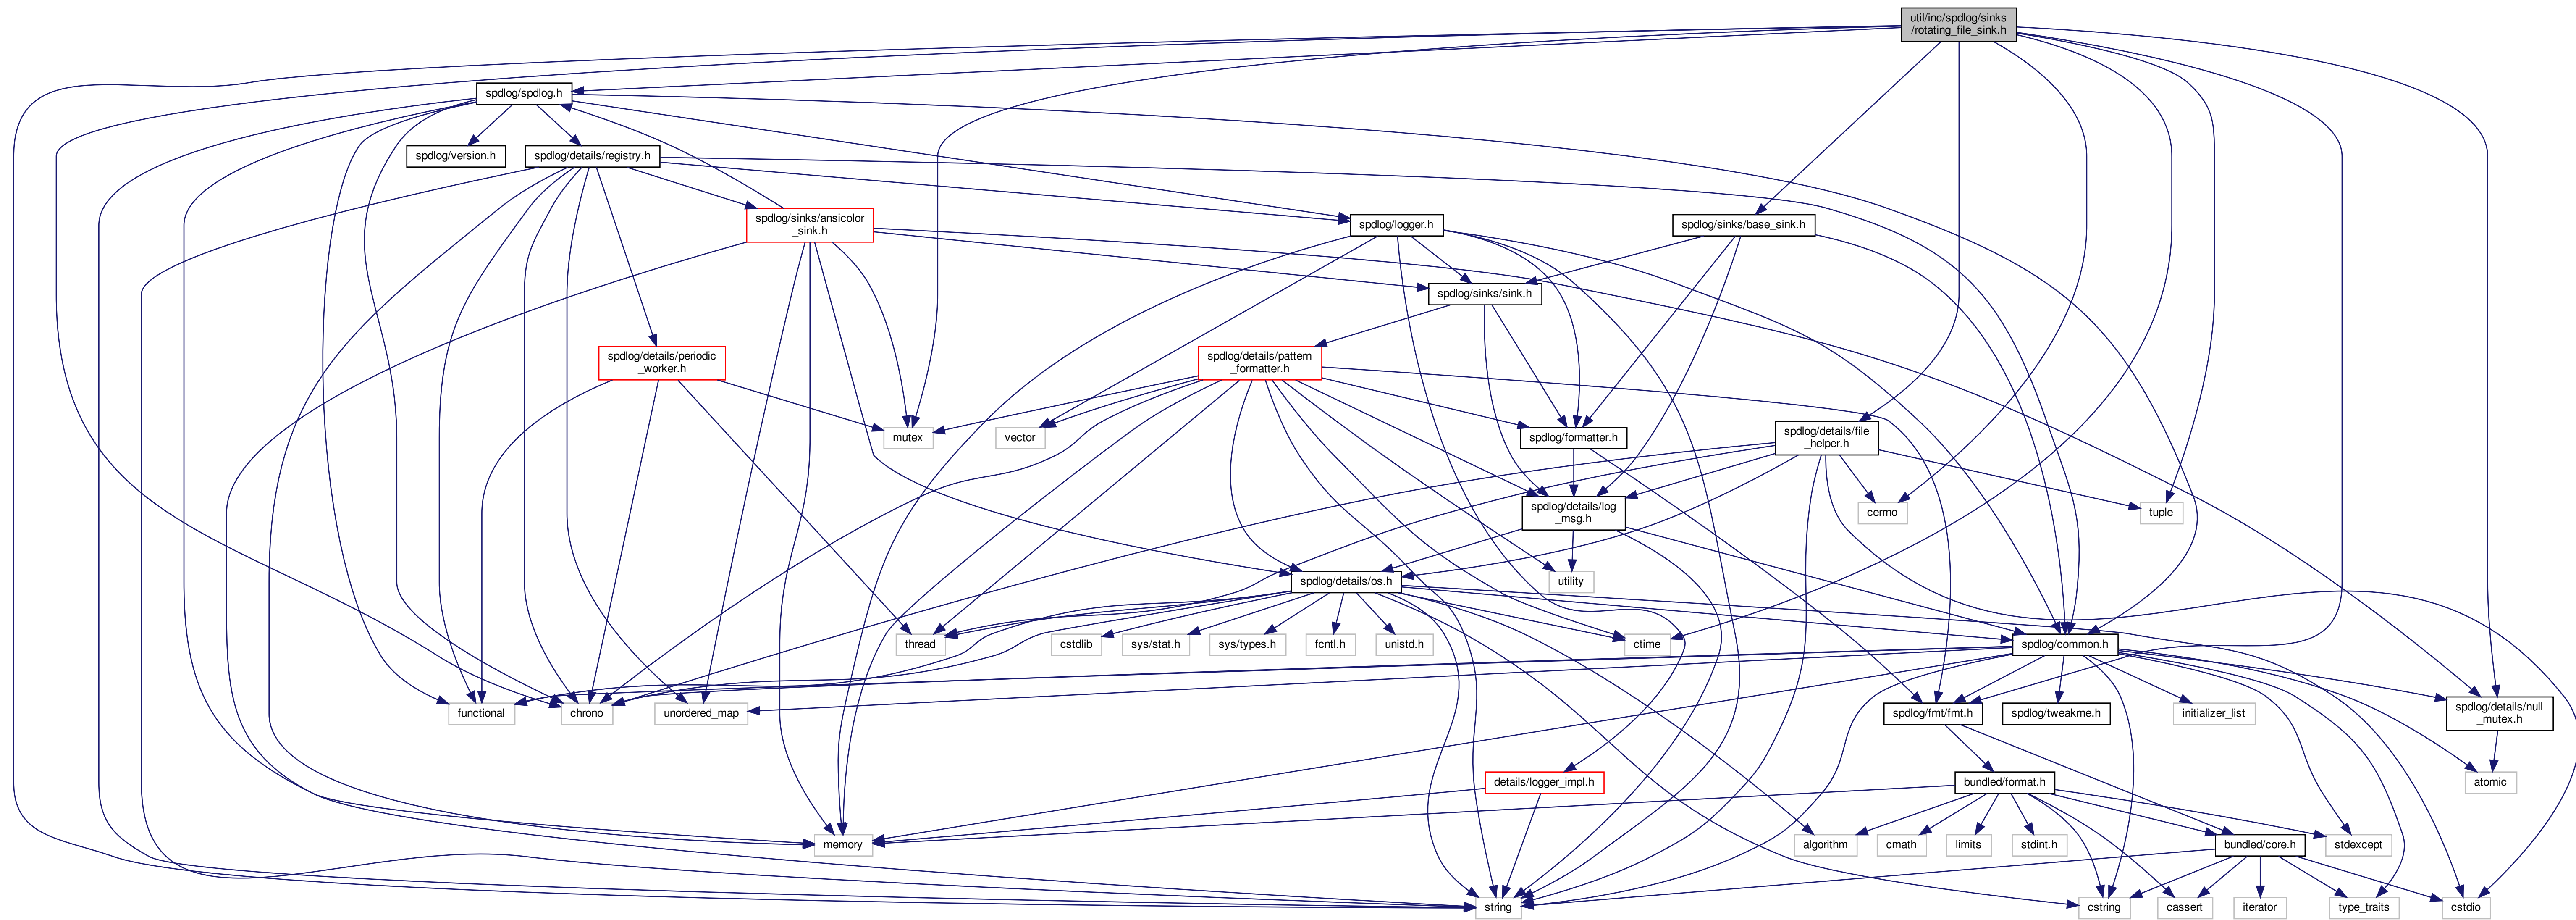 util/inc/spdlog/sinks
/rotating_file_sink.h
spdlog/spdlog.h
spdlog/version.h
spdlog/details/registry.h
spdlog/sinks/ansicolor
_sink.h
spdlog/logger.h
spdlog/sinks/base_sink.h
spdlog/sinks/sink.h
spdlog/details/periodic
_worker.h
spdlog/details/pattern
_formatter.h
mutex
vector
spdlog/formatter.h
spdlog/details/file
_helper.h
spdlog/details/log
_msg.h
cerrno
tuple
spdlog/details/os.h
utility
thread
cstdlib
sys/stat.h
sys/types.h
fcntl.h
unistd.h
ctime
spdlog/common.h
functional
chrono
unordered_map
spdlog/fmt/fmt.h
spdlog/tweakme.h
initializer_list
spdlog/details/null
_mutex.h
details/logger_impl.h
bundled/format.h
atomic
memory
algorithm
cmath
limits
stdint.h
bundled/core.h
stdexcept
string
cstring
cassert
iterator
type_traits
cstdio